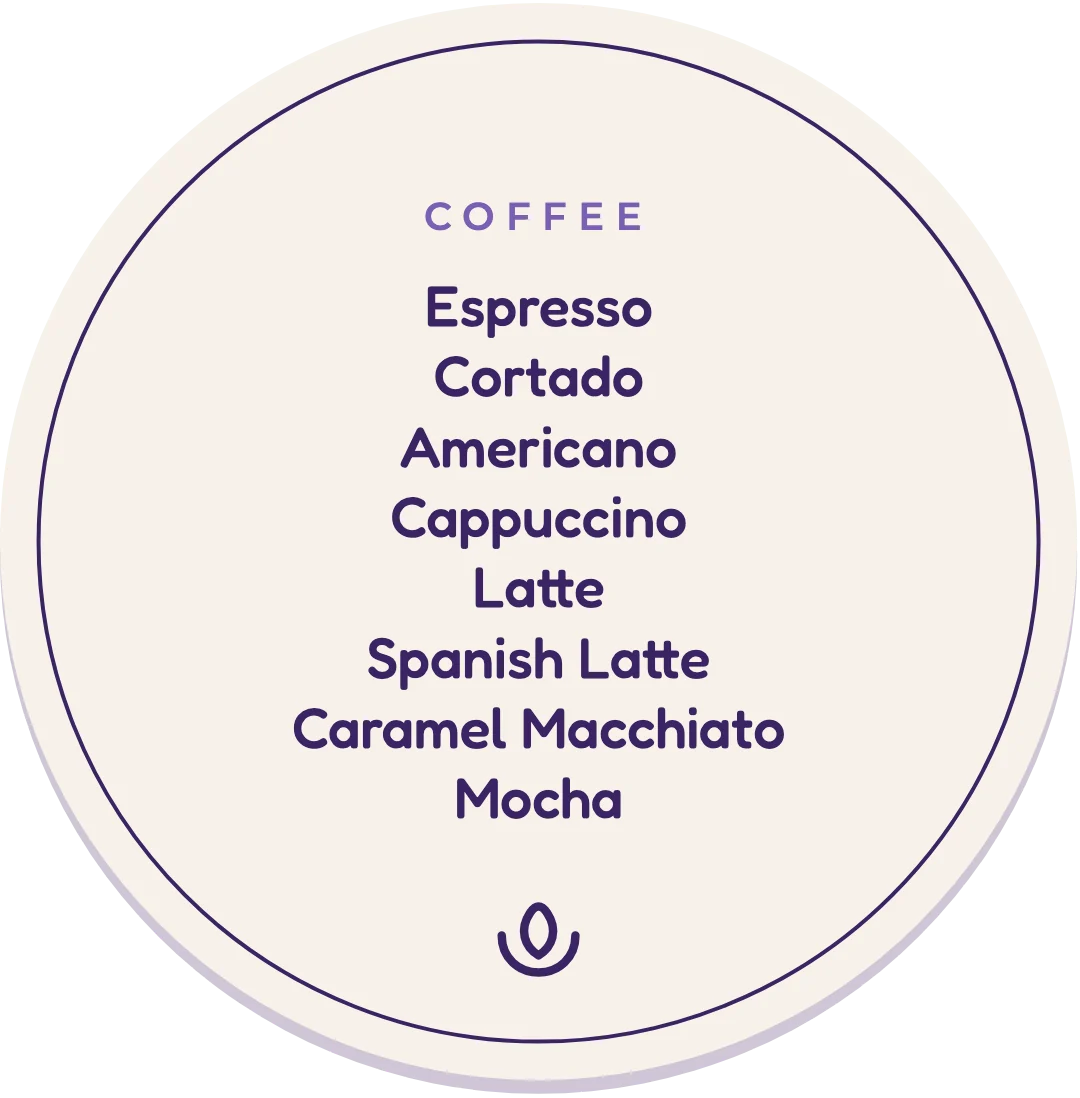 COFFEE
Espresso
Cortado
Americano
Cappuccino
Latte
Spanish Latte
Caramel Macchiato
Mocha